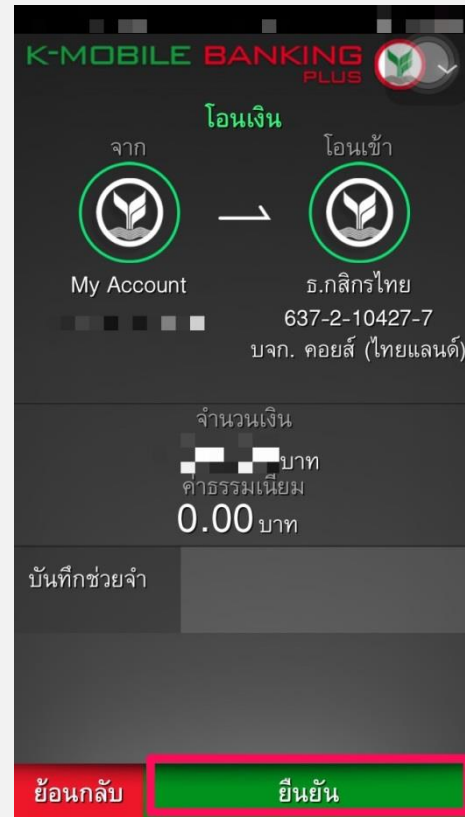 K-MOBILE BANKING
PLUS
โอนเงิน
จาก
โอนเข้า
My Account
ธ.กสิกรไทย
637-2-10427-7
บจก. คอยส์ (ไทยแลนด์)
จำนวนเงิน
บาท
ค่าธรรมเนียม
0.00 บาท
บันทึกช่วยจำ
ย้อนกลับ
ยืนยัน